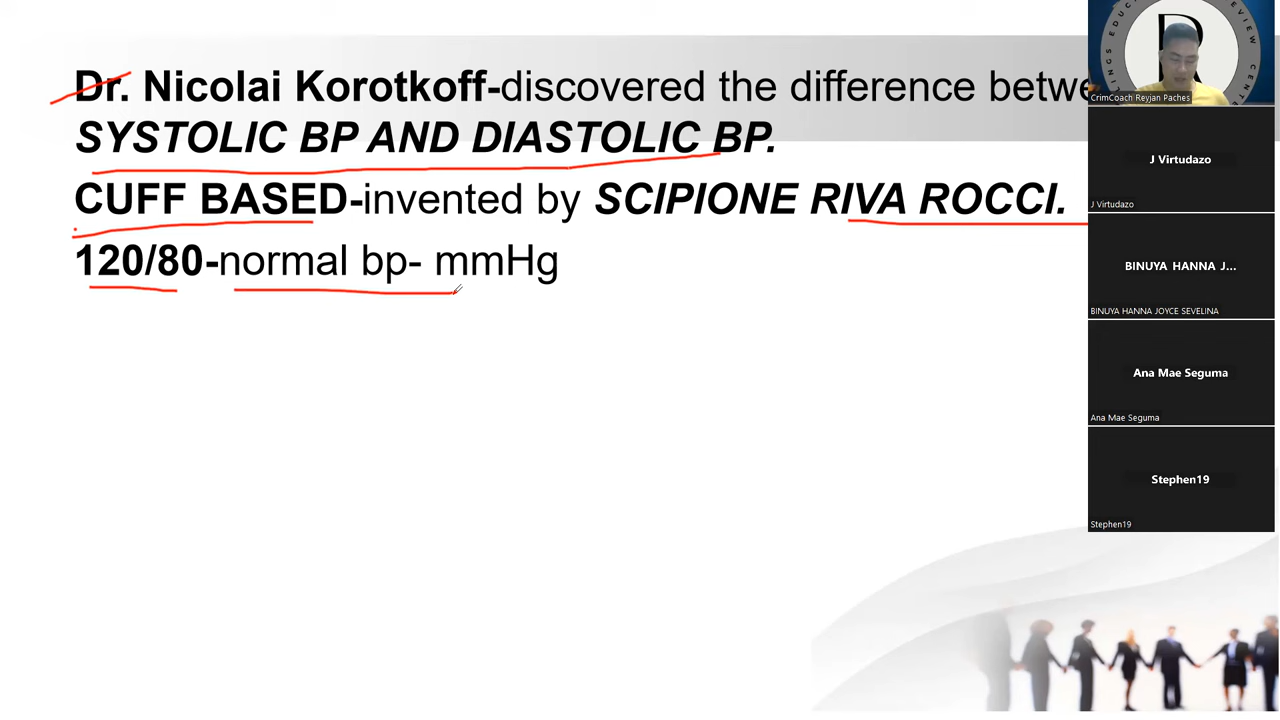 Dr. Nicolai Korotkoff-discovered the difference betwe
SYSTOLIC BP AND DIASTOLIC BP.
CUFF BASED-invented by SCIPIONE RIVA ROCCI.
120/80-normal bp- mmHg
R
CrimCoach Reyjan Paches
J Virtudazo
J Virtudazo
BINUYA HANNA J...
BINUYA HANNA JOYCE SEVELINA
Ana Mae Seguma
Ana Mae Seguma
Stephen19
Stephen19